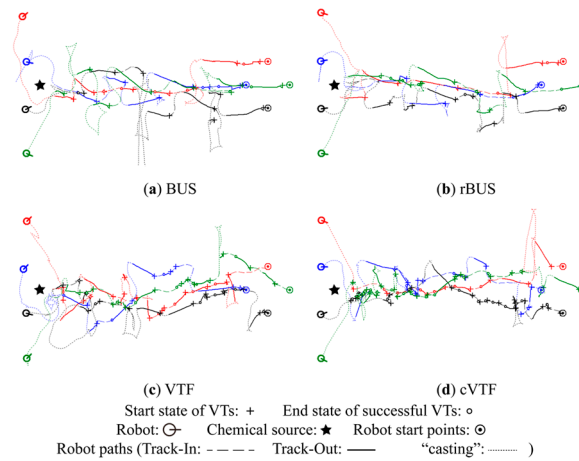 (a) BUS
(b) rBUS
(c) VTF
(d) cVTF
Start state of VTs: + End state of successful VTs: o
Robot: Chemical source: ★ Robot start points:
Robot paths (Track-In: ----- Track-Out: —— “casting”: ........... )